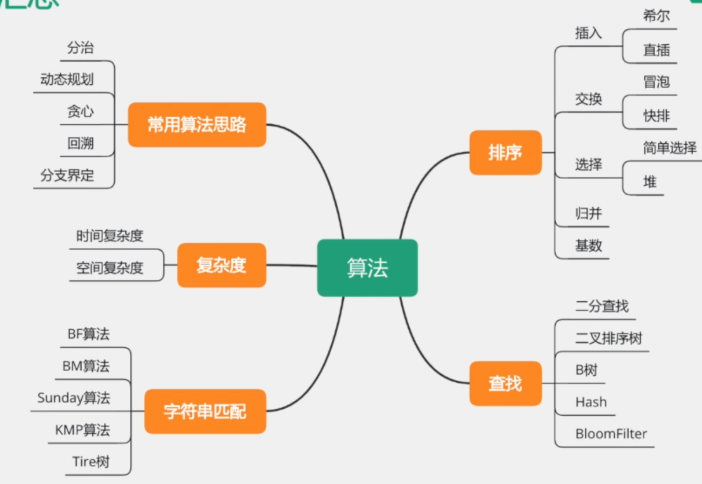 汇总
算法
常用算法思路
分治
动态规划
贪心
回溯
分支界定
复杂度
时间复杂度
空间复杂度
字符串匹配
BF算法
BM算法
Sunday算法
KMP算法
Tire树
排序
插入
希尔
直插
交换
冒泡
快排
选择
简单选择
堆
归并
基数
查找
二分查找
二叉排序树
B树
Hash
BloomFilter